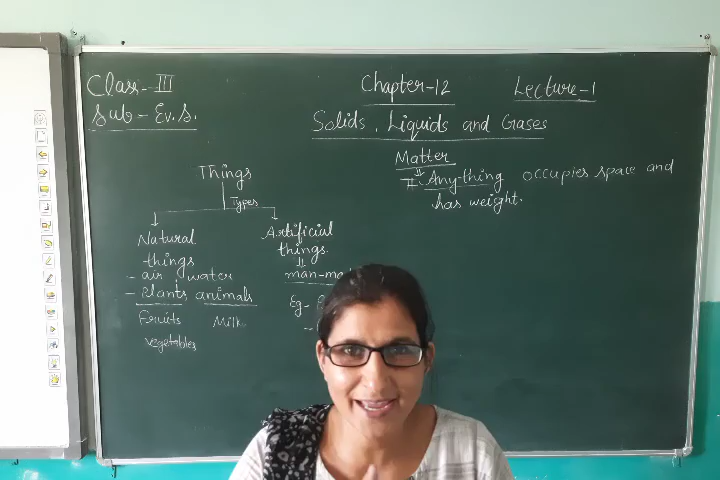 Class-III
Sub-Ev.S.
Chapter-12
Lecture-1
Solids, Liquids and Gases
Things
Types
Natural things
Artificial things
- air, water
- Plants animals
Fruits Milk
vegetables
man-ma
Eg-
Matter
Any-thing occupies space and
has weight.